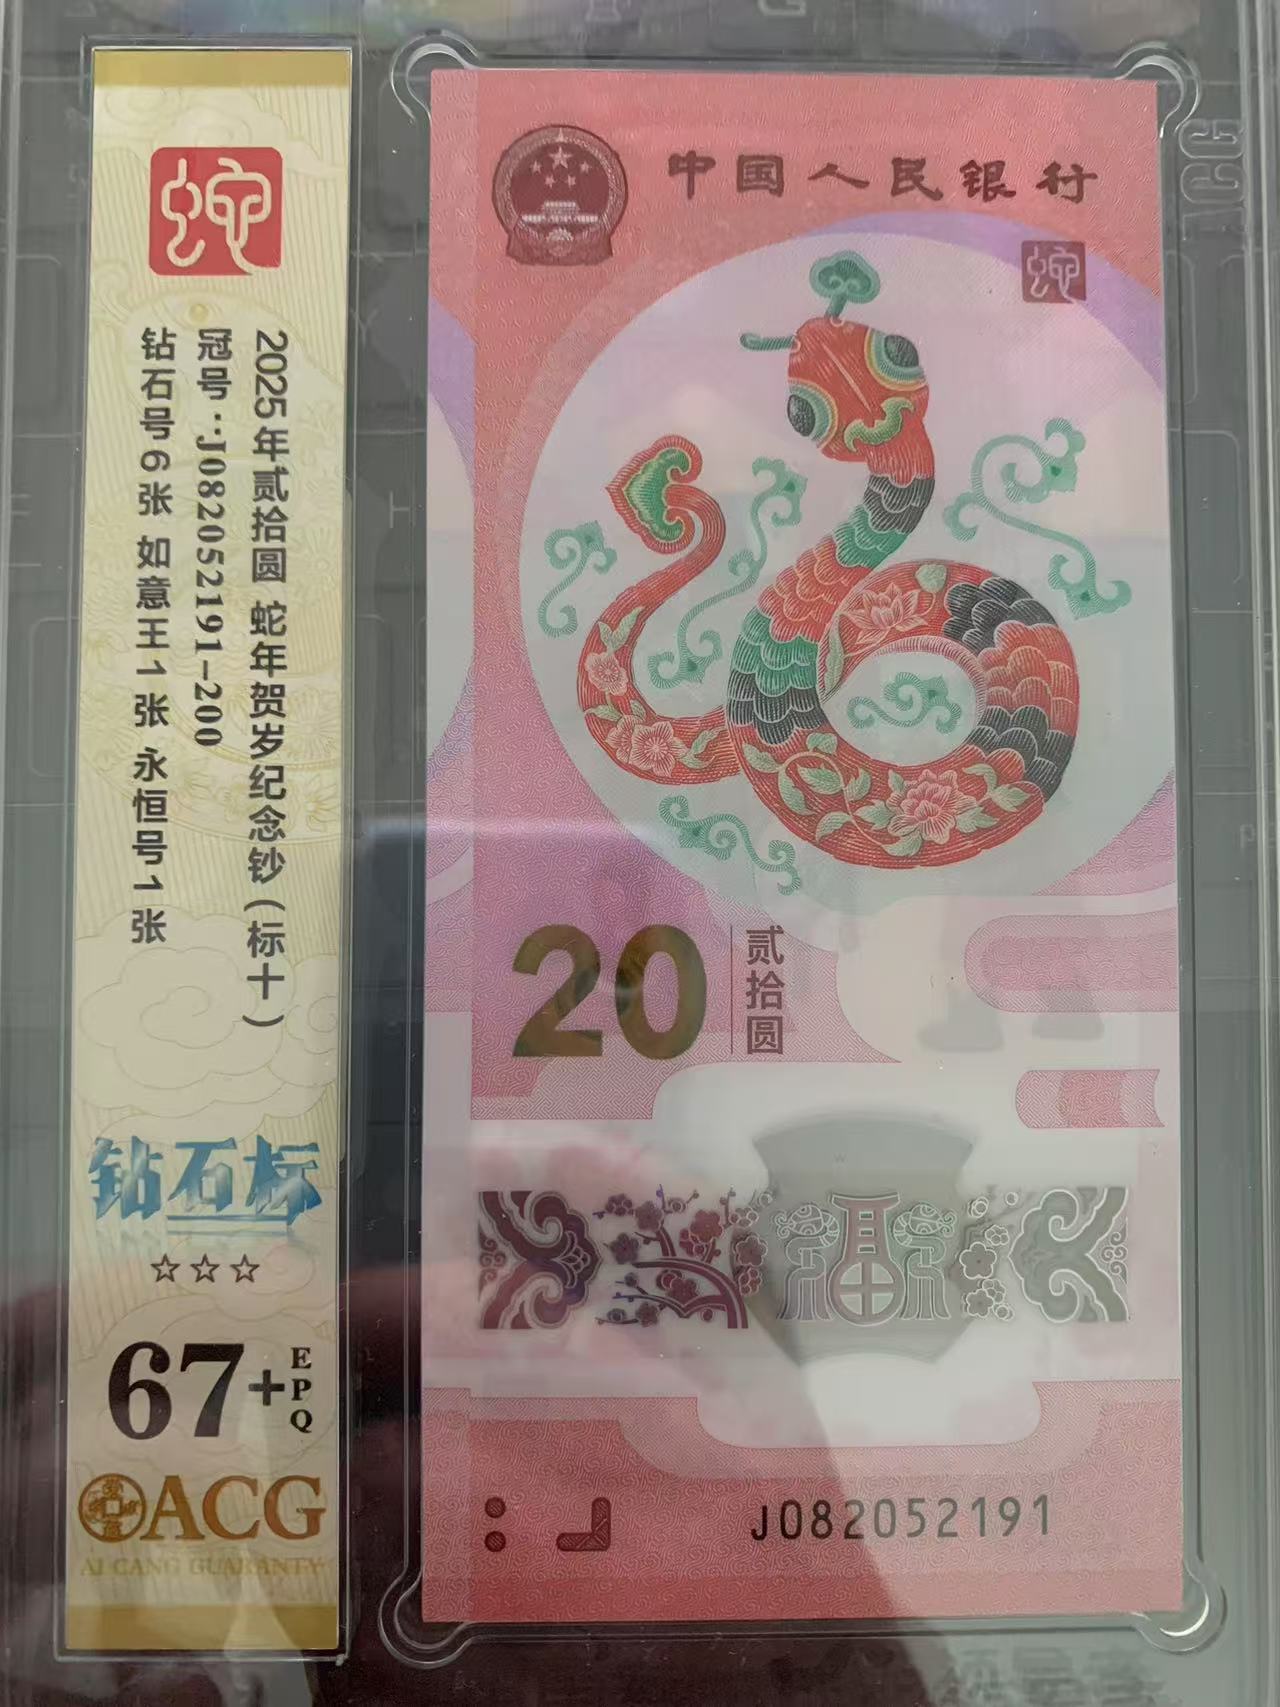 蛇
2025年贰拾圆 蛇年贺岁纪念钞（标十）
冠号：J082052191-200
钻石号6张 如意王1张 永恒号1张
钻石标
☆☆☆
67+
EPQ
ACG
AI CANG GUARANTY
中国人民银行
蛇
20
贰拾圆
J082052191